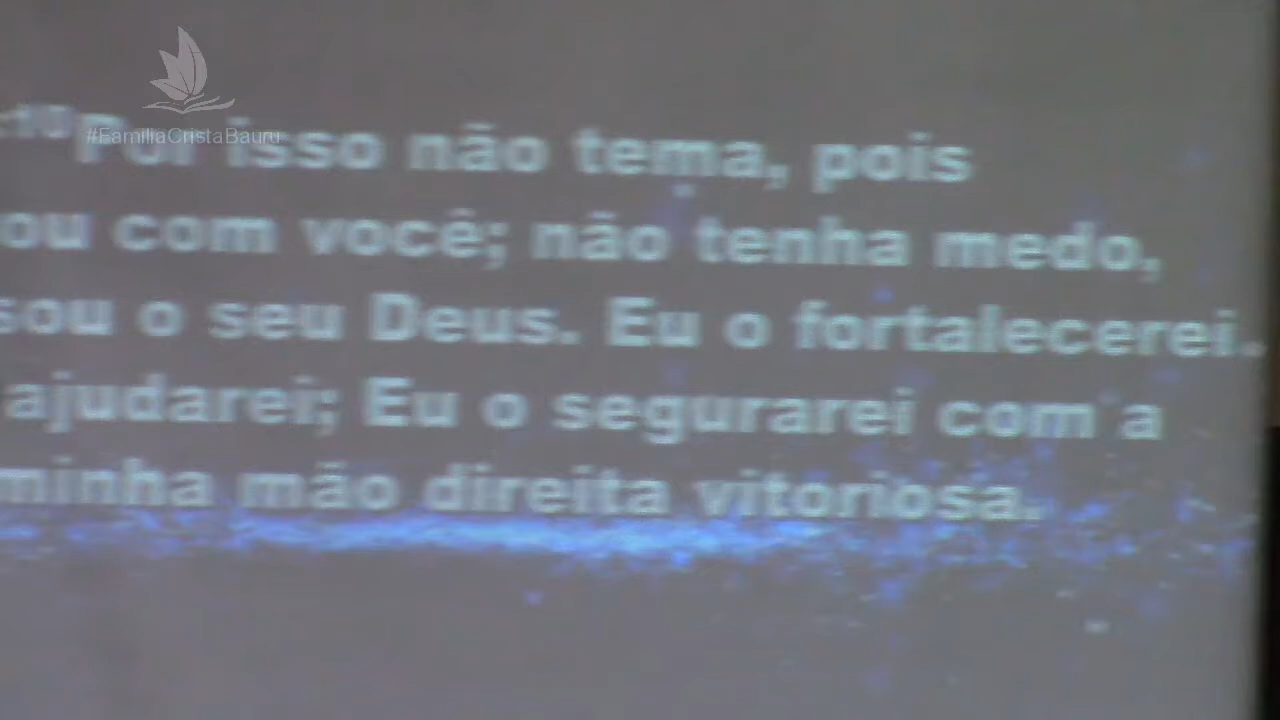 #FamiliaCristaBauru
:10 Por isso não tema, pois
ou com você; não tenha medo,
sou o seu Deus. Eu o fortalecerei.
ajudarei; Eu o segurarei com a
minha mão direita vitoriosa.